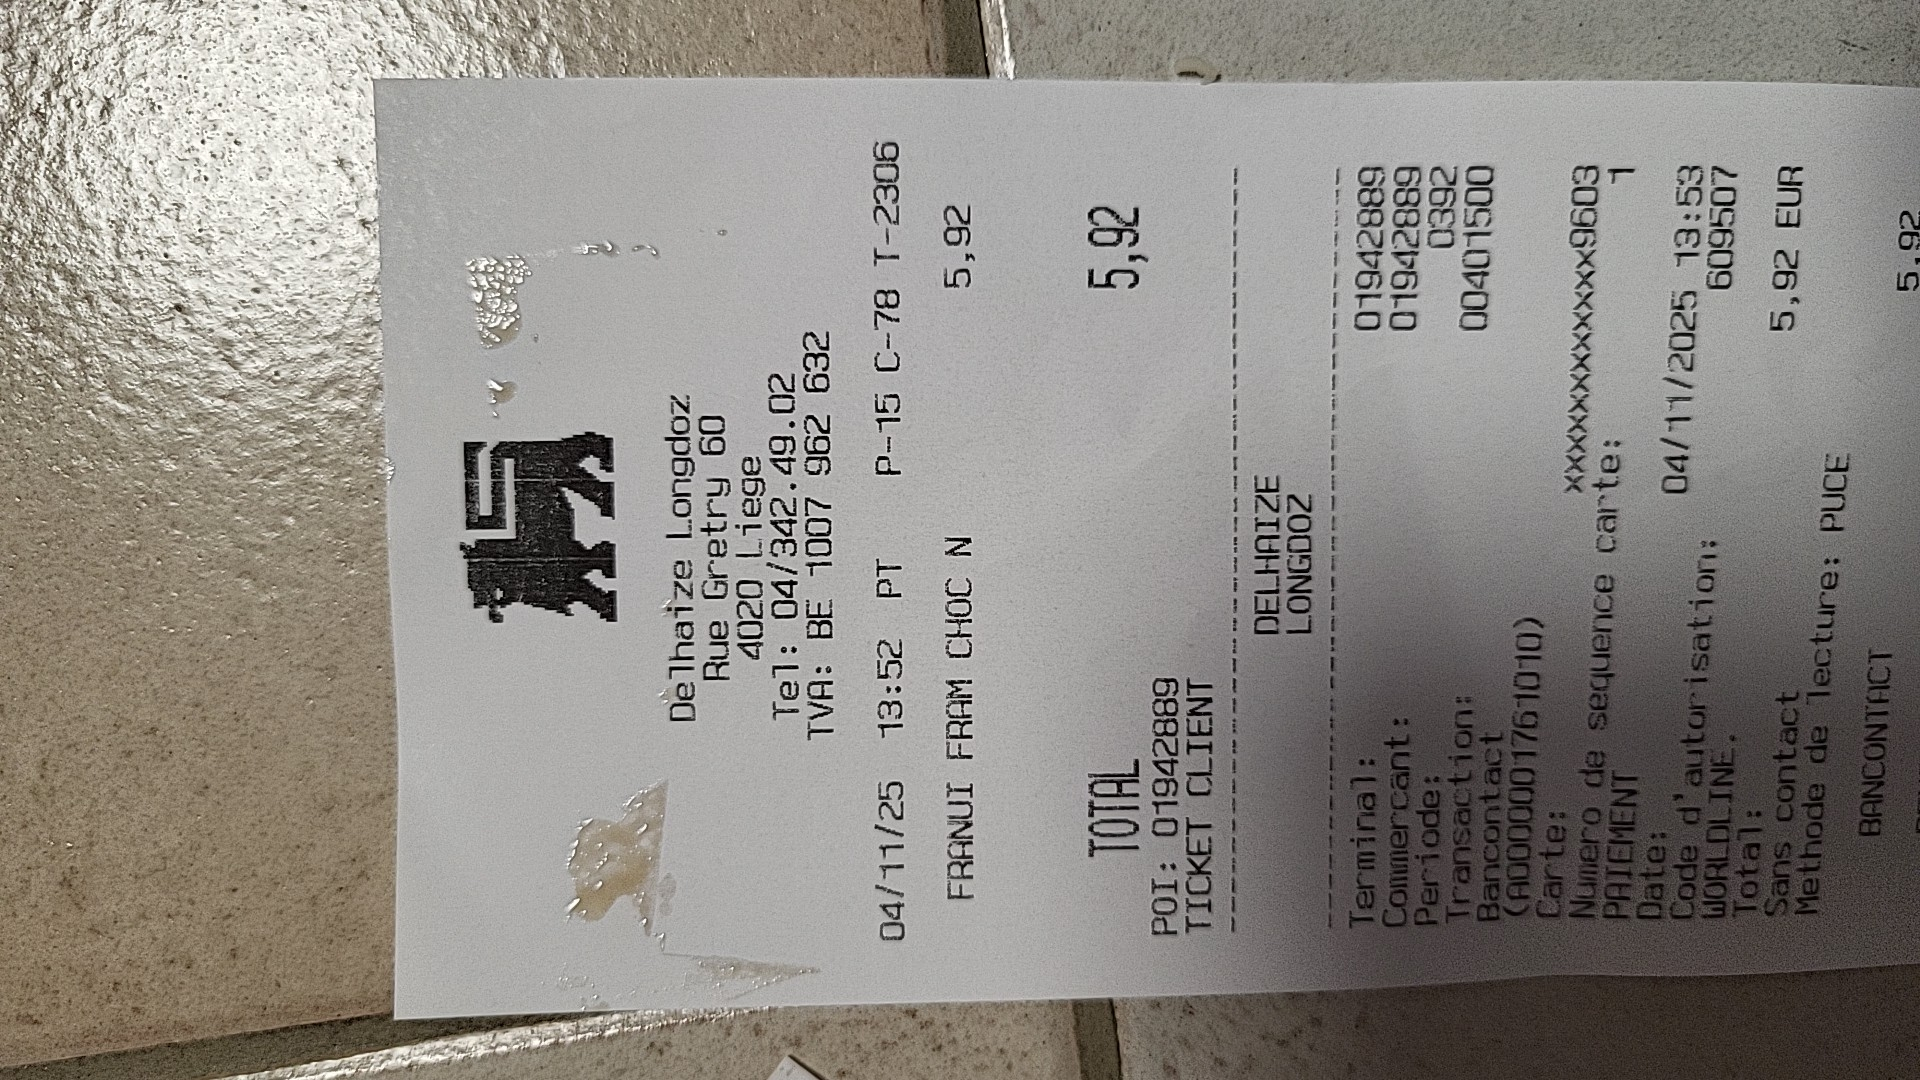 Delhaize Longdoz
Rue Gretry 60
4020 Liege
Tel: 04/342.49.02
TVA: BE 1007 962 632
04/11/25 13:52 PT P-15 C-78 T-2306
FRANUI FRAM CHOC N 5,92
TOTAL 5,92
POI: 01942889
TICKET CLIENT
DELHAIZE
LONGDOZ
Terminal: 01942889
Commercant: 01942889
Periode: 0392
Transaction: 00401500
Bancontact
(A0000001761010)
Carte: xxxxxxxxxxxxx9603
Numero de sequence carte: 1
PAIEMENT
Date: 04/11/2025 13:53
Code d'autorisation: 609507
WORLDLINE.
Total: 5,92 EUR
Sans contact
Methode de lecture: PUCE
BANCONTACT 5,92